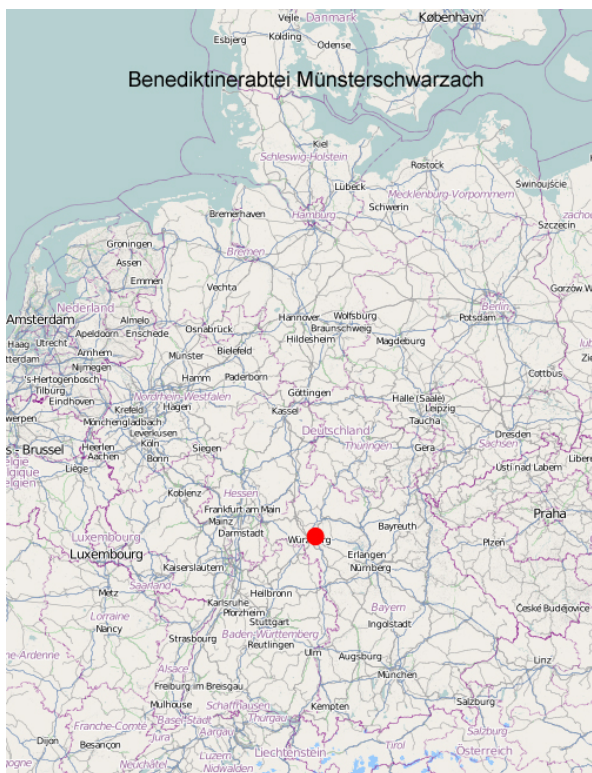 Vejle
Danmark
København
Esbjerg
Kolding
Odense
Benediktinerabtei Münsterschwarzach
Kiel
Schleswig-Holstein
Rostock
Lübeck
Mecklenburg-Vorpommern
Świnoujście
Schwerin
Bremerhaven
Hamburg
zacho
Szczecin
Groningen
Bremen
Assen
Emmen
Vechta
Gorzów W
Nederland
Berlin
Amsterdam
Almelo
Hannover
Wolfsburg
Potsdam
Apeldoorn
Enschede
Osnabrück
Braunschweig
Haag
Utrecht
Hildesheim
Magdeburg
Arnhem
Münster
Bielefeld
Nijmegen
's-Hertogenbosch
Hamm
Paderborn
Cottbus
Tilburg
Nordrhein-Westfalen
Göttingen
Halle (Saale)
Eindhoven
Krefeld
Hagen
Kassel
Leipzig
Mönchengladbach
Taucha
Leverkusen
Deutschland
Dresden
s - Brussel
Heerlen
Köln
Siegen
Thüringen
Gera
Sachsen
Aachen
Bonn
Liège
Ústí nad Labem
Libere
Koblenz
Hessen
Frankfurt am Main
Mainz
Bayreuth
Praha
Darmstadt
Luxembourg
Würzburg
Plzeň
Luxembourg
Erlangen
Kaiserslautern
Nürnberg
Saarland
Metz
Heilbronn
Karlsruhe
Bayern
České Budějovice
Lorraine
Pforzheim
Stuttgart
Ingolstadt
Nancy
Strasbourg
Baden-Württemberg
Reutlingen
Ulm
Augsburg
ne-Ardenne
Linz
Alsace
München
Freiburg im Breisgau
Mulhouse
Schaffhausen
Kempten
Salzburg
Franche-Comté
Basel-Stadt
Thurgau
Jura
Aargau
Salzburg
Dijon
Besançon
Liechtenstein
Tirol
Österreich
Luzern
ogne
Neuchâtel
Nidwalden